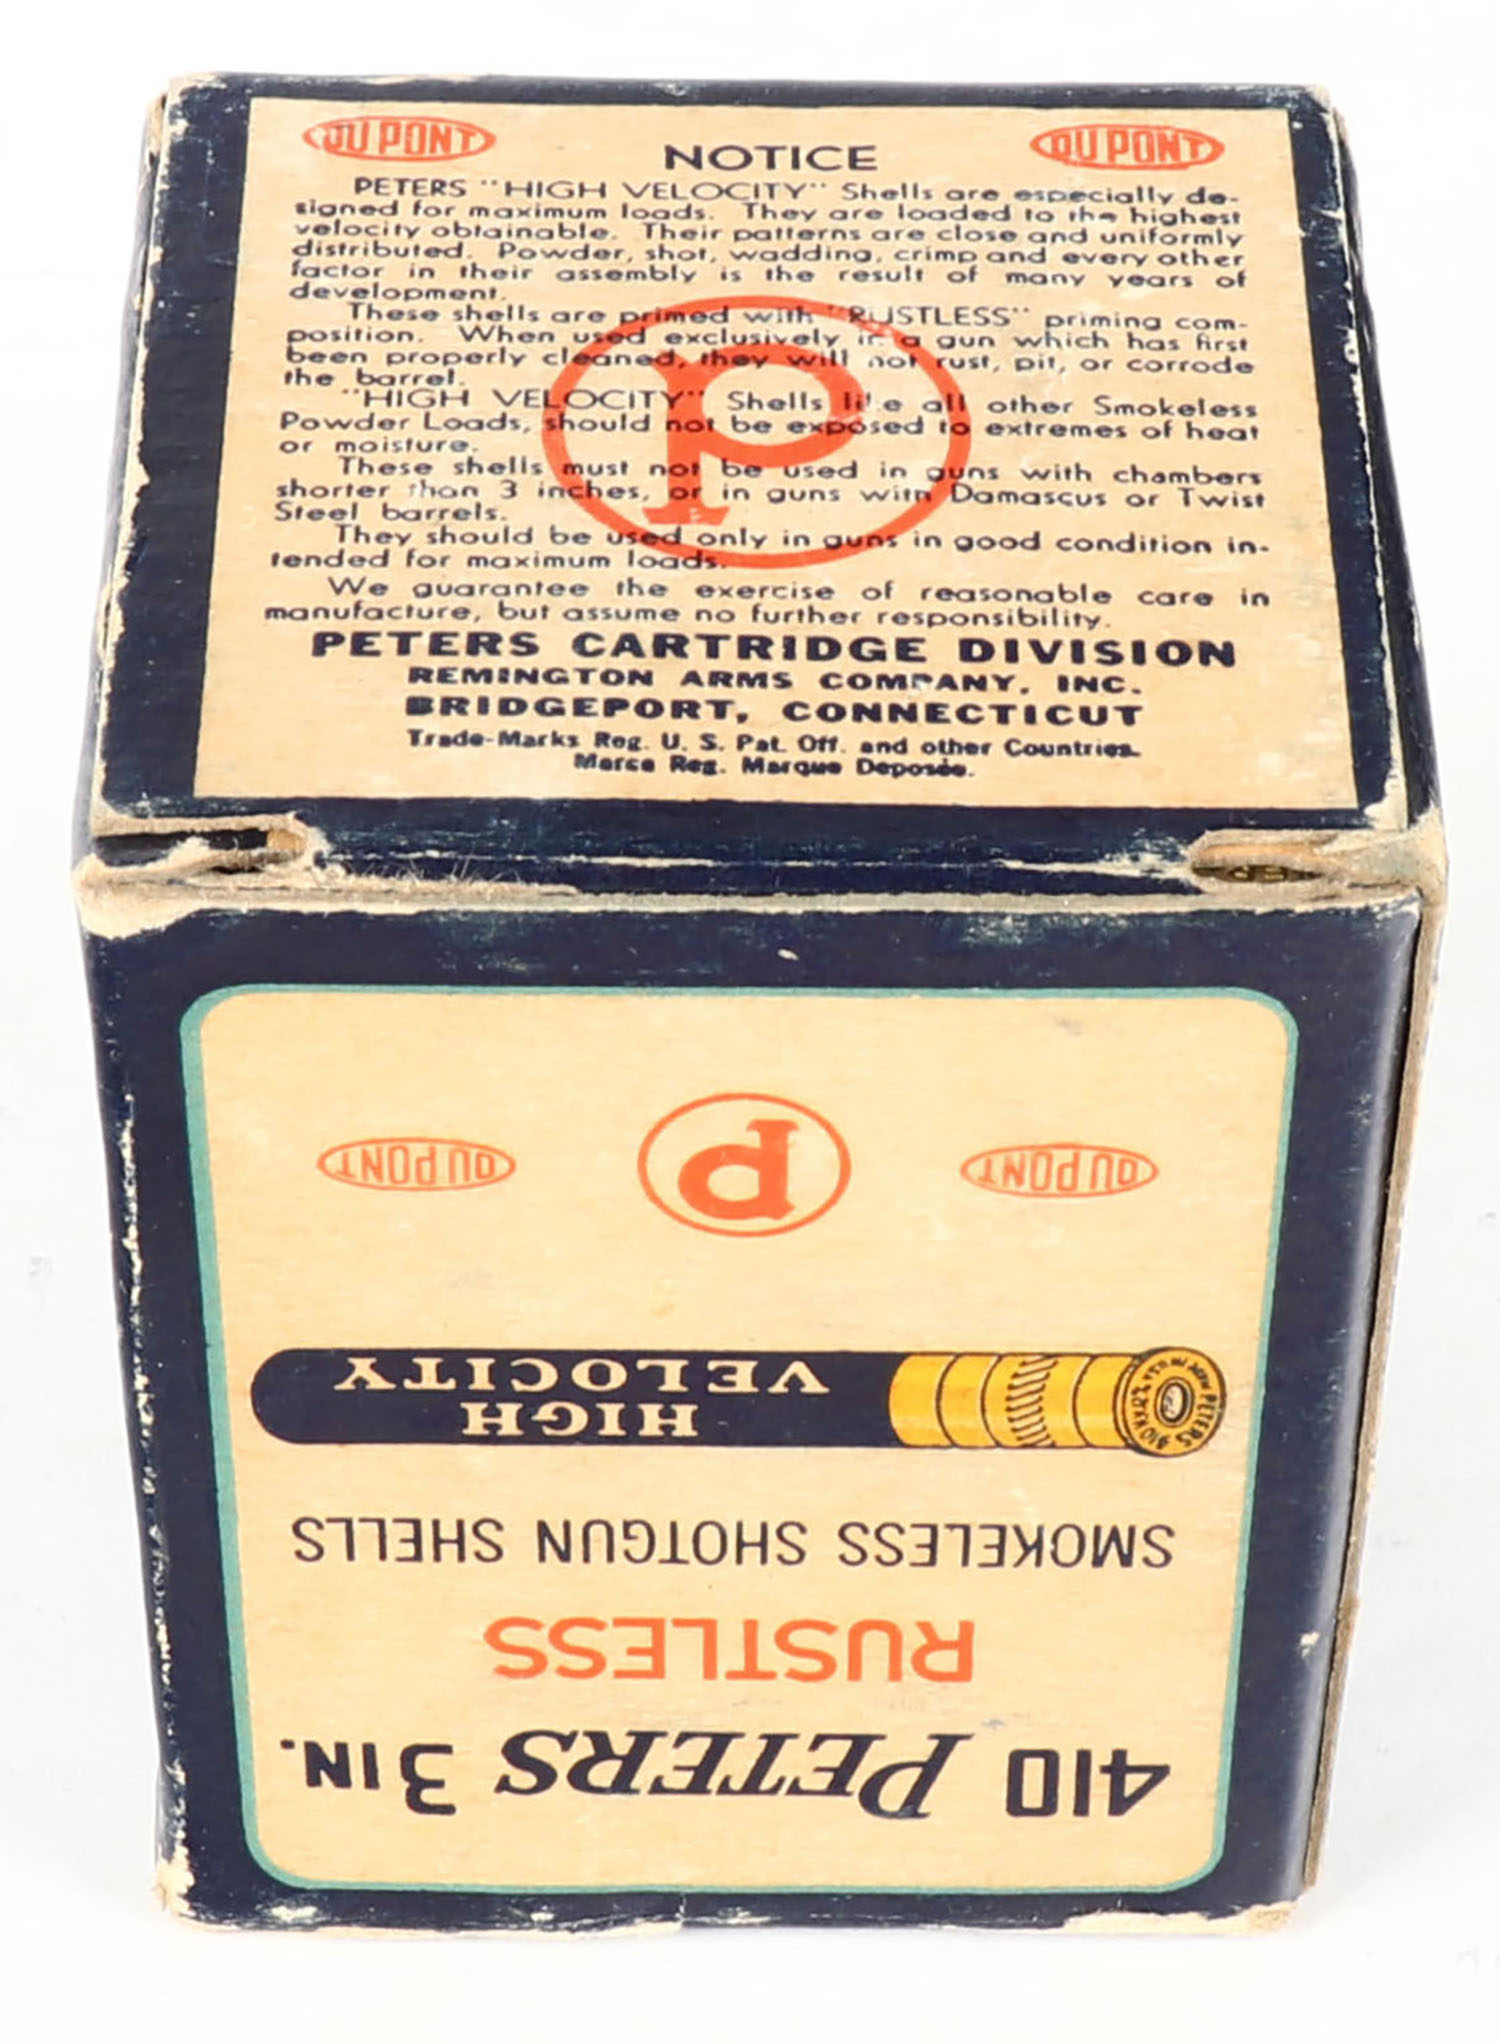 DU PONT
DU PONT
NOTICE
PETERS "HIGH VELOCITY" Shells are especially de-
signed for maximum loads. They are loaded to the highest
velocity obtainable. Their patterns are close and uniformly
distributed. Powder, shot, wadding, crimp and every other
factor in their assembly is the result of many years of
development.
These shells are primed with "RUSTLESS" priming com-
position. When used exclusively in a gun which has first
been properly cleaned, they will not rust, pit, or corrode
the barrel.
"HIGH VELOCITY" Shells like all other Smokeless
Powder Loads, should not be exposed to extremes of heat
or moisture.
These shells must not be used in guns with chambers
shorter than 3 inches, or in guns with Damascus or Twist
Steel barrels.
They should be used only in guns in good condition in-
tended for maximum loads.
We guarantee the exercise of reasonable care in
manufacture, but assume no further responsibility.
P
PETERS CARTRIDGE DIVISION
REMINGTON ARMS COMPANY, INC.
BRIDGEPORT, CONNECTICUT
Trade-Marks Reg. U. S. Pat. Off. and other Countries.
Marca Reg. Marque Deposée.
410 PETERS 3 IN.
RUSTLESS
SMOKELESS SHOTGUN SHELLS
HIGH
VELOCITY
PETERS
410
DU PONT
P
DU PONT